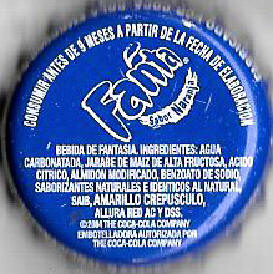 CONSUMIR ANTES DE 9 MESES A PARTIR DE LA FECHA DE ELABORACION
Fanta
Sabor Naranja
BEBIDA DE FANTASIA. INGREDIENTES: AGUA
CARBONATADA, JARABE DE MAIZ DE ALTA FRUCTOSA, ACIDO
CITRICO, ALMIDON MODIFICADO, BENZOATO DE SODIO,
SABORIZANTES NATURALES E IDENTICOS AL NATURAL,
SAIB, AMARILLO CREPUSCULO,
ALLURA RED AC Y DSS.
©2004 THE COCA-COLA COMPANY
EMBOTELLADORA AUTORIZADA POR
THE COCA-COLA COMPANY